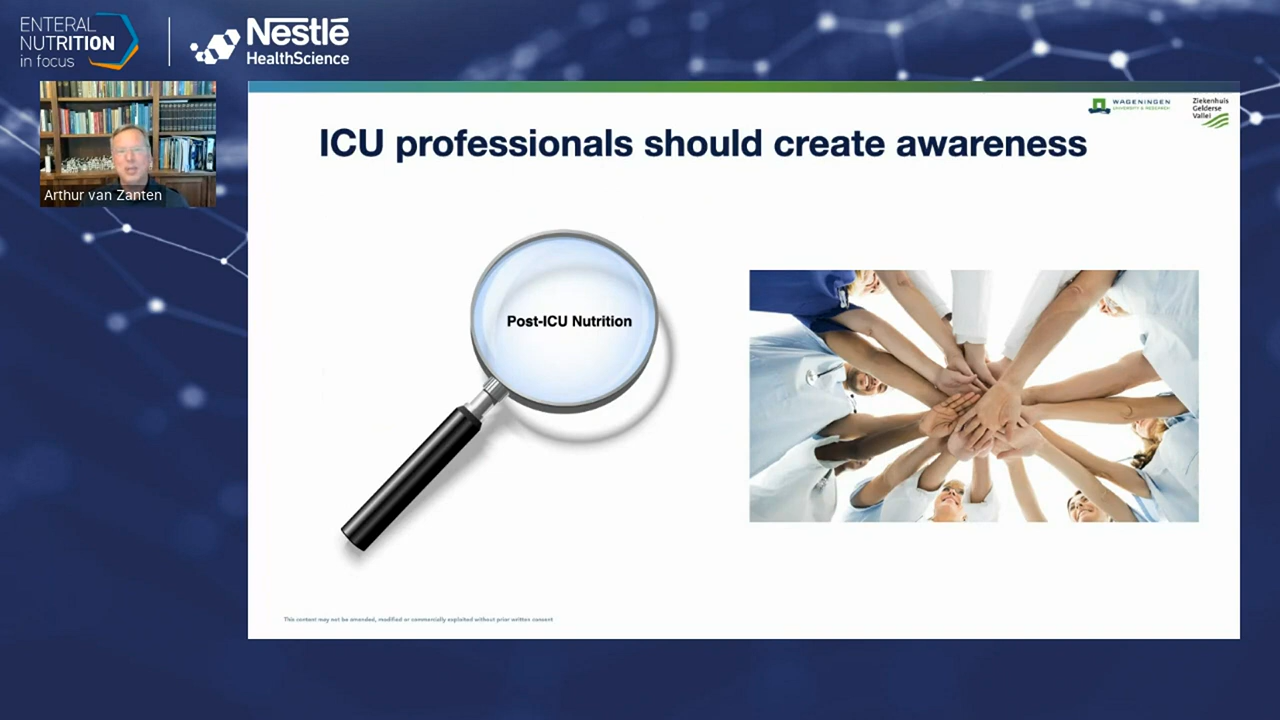 ENTERAL
NUTRITION
in focus
Nestlé
HealthScience
Arthur van Zanten
WAGENINGEN
UNIVERSITY & RESEARCH
Ziekenhuis
Gelderse
Vallei
ICU professionals should create awareness
Post-ICU Nutrition
This content may not be amended, modified or commercially exploited without prior written consent